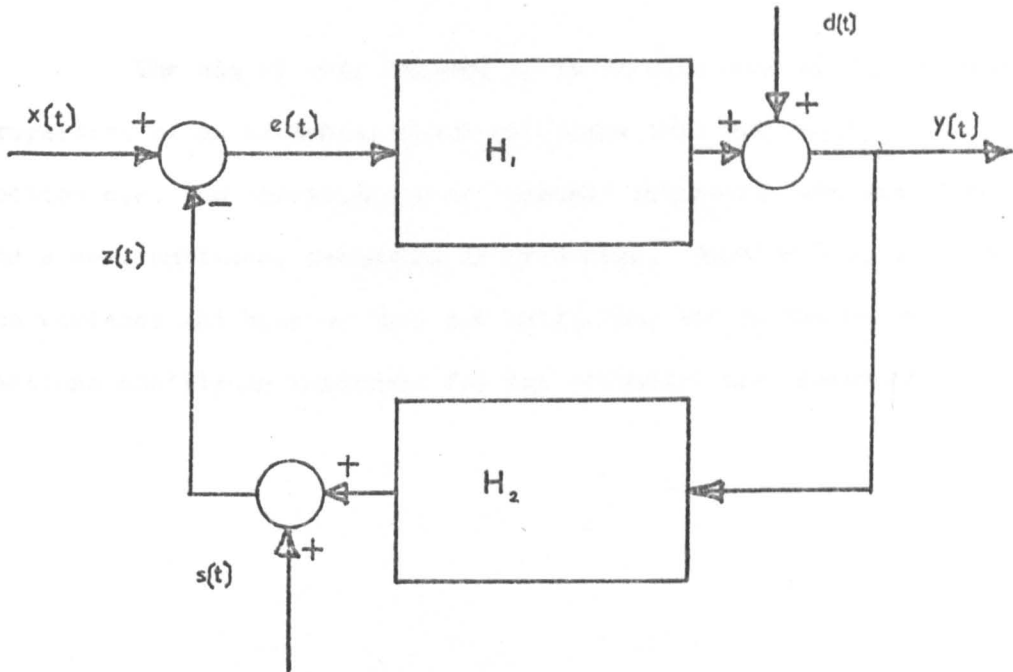 d(t)
x(t) + e(t) H₁ + + y(t)
−
z(t)
+ H₂
s(t) +